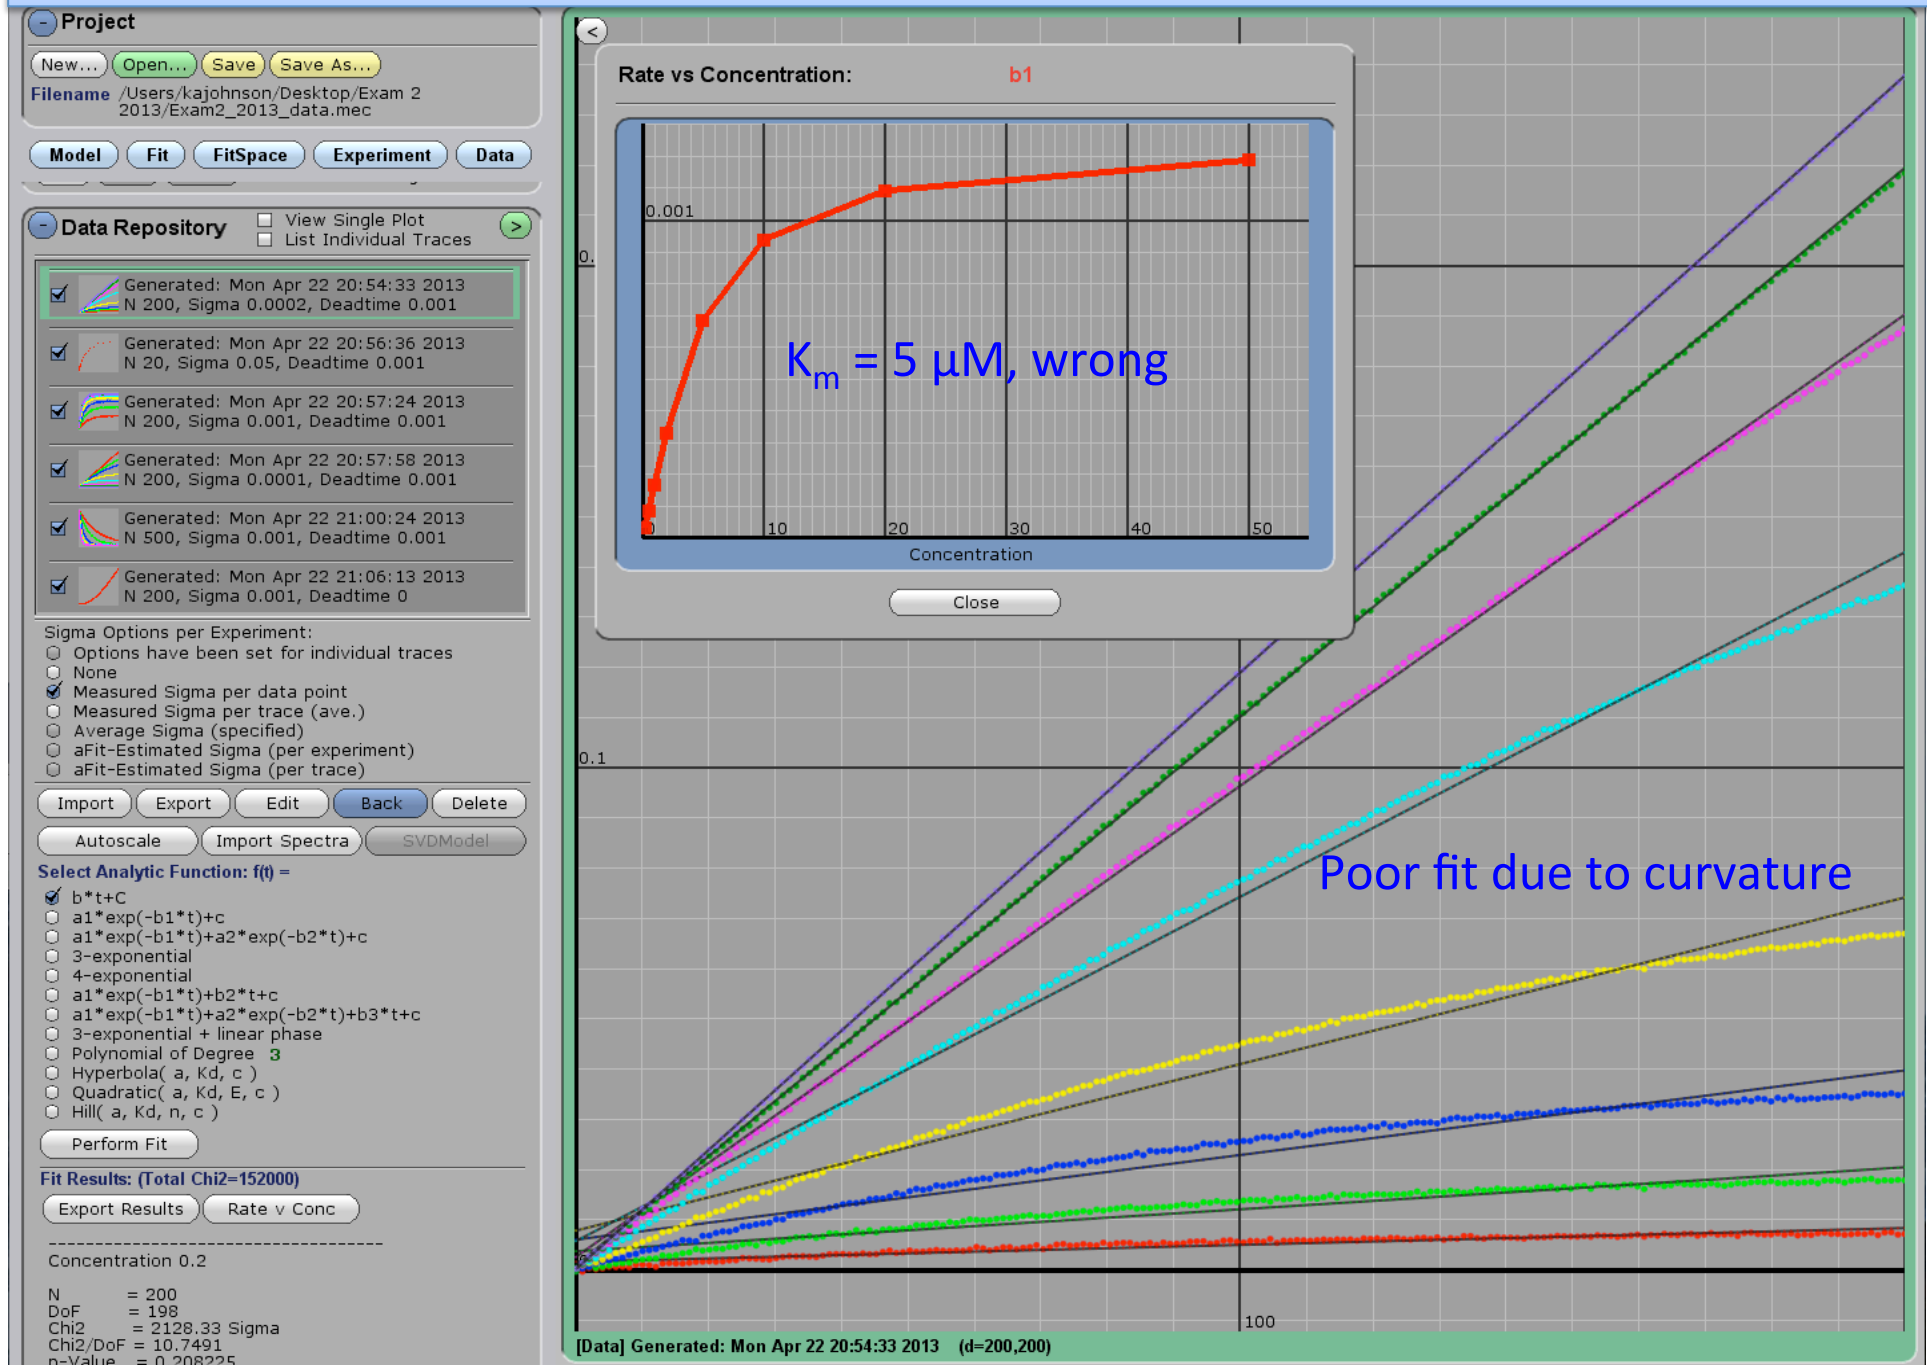 - Project
New... Open... Save Save As...
Filename /Users/kajohnson/Desktop/Exam 2
2013/Exam2_2013_data.mec
Model Fit FitSpace Experiment Data
- Data Repository
View Single Plot
List Individual Traces
>
Generated: Mon Apr 22 20:54:33 2013
N 200, Sigma 0.0002, Deadtime 0.001
Generated: Mon Apr 22 20:56:36 2013
N 20, Sigma 0.05, Deadtime 0.001
Generated: Mon Apr 22 20:57:24 2013
N 200, Sigma 0.001, Deadtime 0.001
Generated: Mon Apr 22 20:57:58 2013
N 200, Sigma 0.0001, Deadtime 0.001
Generated: Mon Apr 22 21:00:24 2013
N 500, Sigma 0.001, Deadtime 0.001
Generated: Mon Apr 22 21:06:13 2013
N 200, Sigma 0.001, Deadtime 0
Sigma Options per Experiment:
Options have been set for individual traces
None
Measured Sigma per data point
Measured Sigma per trace (ave.)
Average Sigma (specified)
aFit-Estimated Sigma (per experiment)
aFit-Estimated Sigma (per trace)
Import Export Edit Back Delete
Autoscale Import Spectra SVDModel
Select Analytic Function: f(t) =
b*t+C
a1*exp(-b1*t)+c
a1*exp(-b1*t)+a2*exp(-b2*t)+c
3-exponential
4-exponential
a1*exp(-b1*t)+b2*t+c
a1*exp(-b1*t)+a2*exp(-b2*t)+b3*t+c
3-exponential + linear phase
Polynomial of Degree 3
Hyperbola( a, Kd, c )
Quadratic( a, Kd, E, c )
Hill( a, Kd, n, c )
Perform Fit
Fit Results: (Total Chi2=152000)
Export Results Rate v Conc
-------------------------------------
Concentration 0.2
N = 200
DoF = 198
Chi2 = 2128.33 Sigma
Chi2/DoF = 10.7491
p-Value = 0.208225
<
Rate vs Concentration: b1
0.001
Km = 5 μM, wrong
0 10 20 30 40 50
Concentration
Close
0.
0.1
Poor fit due to curvature
100
[Data] Generated: Mon Apr 22 20:54:33 2013 (d=200,200)